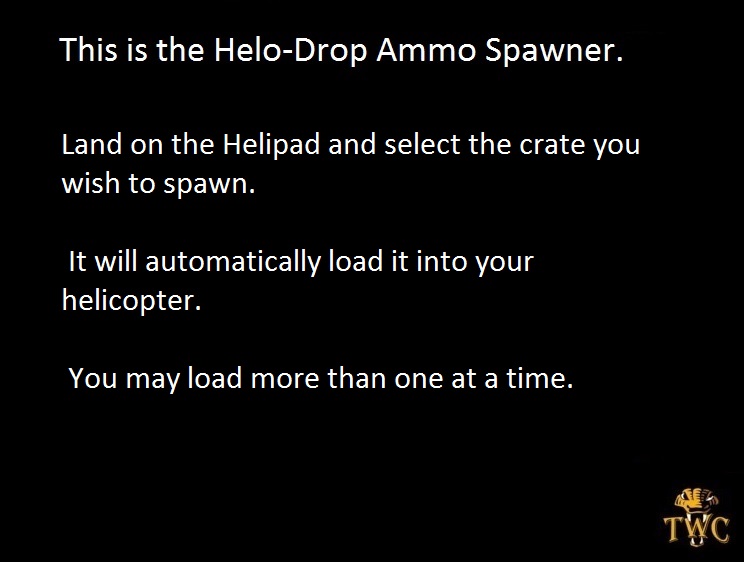 This is the Helo-Drop Ammo Spawner.
Land on the Helipad and select the crate you
wish to spawn.
It will automatically load it into your
helicopter.
You may load more than one at a time.
TWC